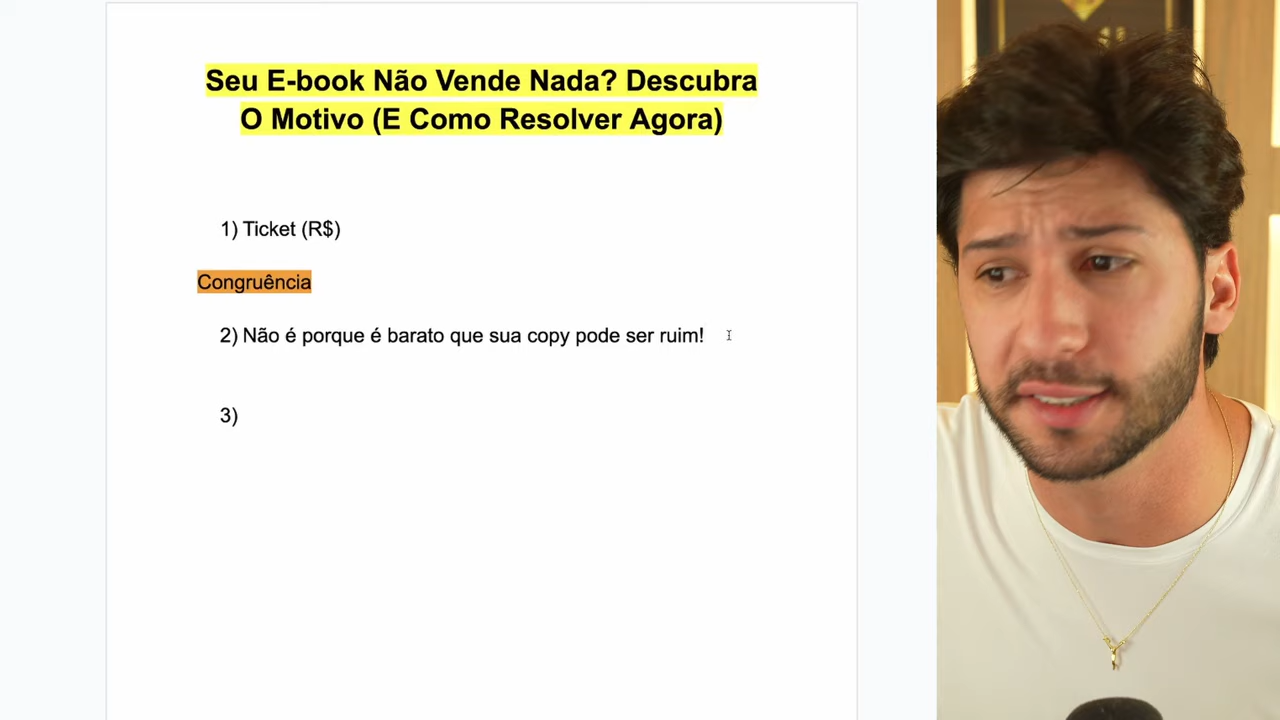 Seu E-book Não Vende Nada? Descubra
O Motivo (E Como Resolver Agora)
1) Ticket (R$)
Congruência
2) Não é porque é barato que sua copy pode ser ruim!
3)